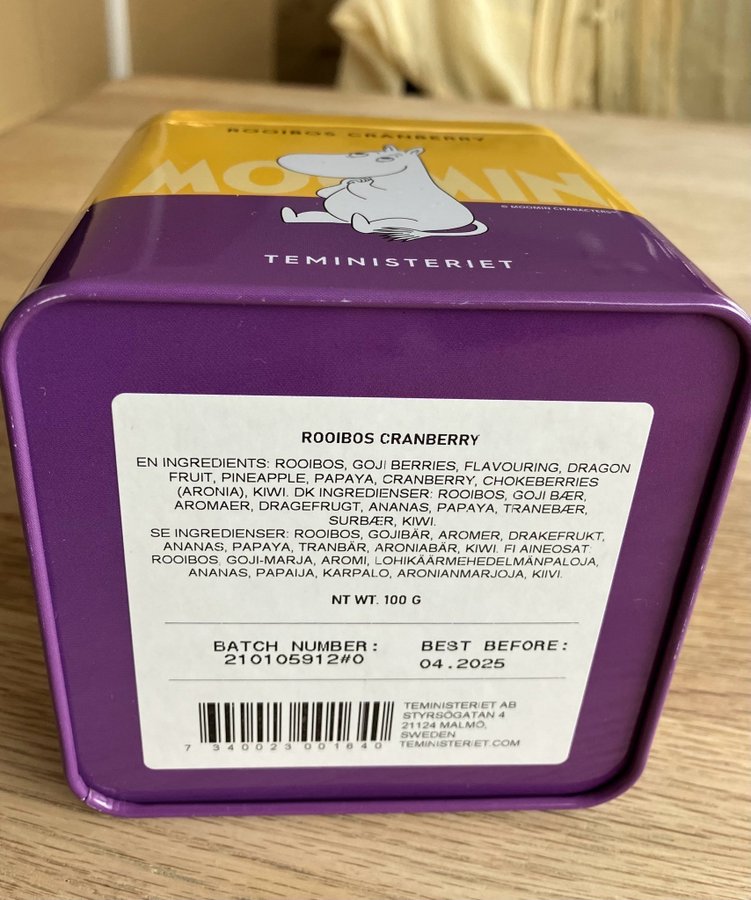 ROOIBOS CRANBERRY
MOOMIN
© MOOMIN CHARACTERS™
TEMINISTERIET
ROOIBOS CRANBERRY
EN INGREDIENTS: ROOIBOS, GOJI BERRIES, FLAVOURING, DRAGON
FRUIT, PINEAPPLE, PAPAYA, CRANBERRY, CHOKEBERRIES
(ARONIA), KIWI. DK INGREDIENSER: ROOIBOS, GOJI BÆR,
AROMAER, DRAGEFRUGT, ANANAS, PAPAYA, TRANEBÆR,
SURBÆR, KIWI.
SE INGREDIENSER: ROOIBOS, GOJIBÄR, AROMER, DRAKEFRUKT,
ANANAS, PAPAYA, TRANBÄR, ARONIABÄR, KIWI. FI AINEOSAT:
ROOIBOS, GOJI-MARJA, AROMI, LOHIKÄÄRMEHEDELMÄNPALOJA,
ANANAS, PAPAIJA, KARPALO, ARONIANMARJOJA, KIIVI.
NT WT. 100 G
BATCH NUMBER:
210105912#0
BEST BEFORE:
04.2025
7 340023 001640
TEMINISTERIET AB
STYRSÖGATAN 4
21124 MALMÖ,
SWEDEN
TEMINISTERIET.COM